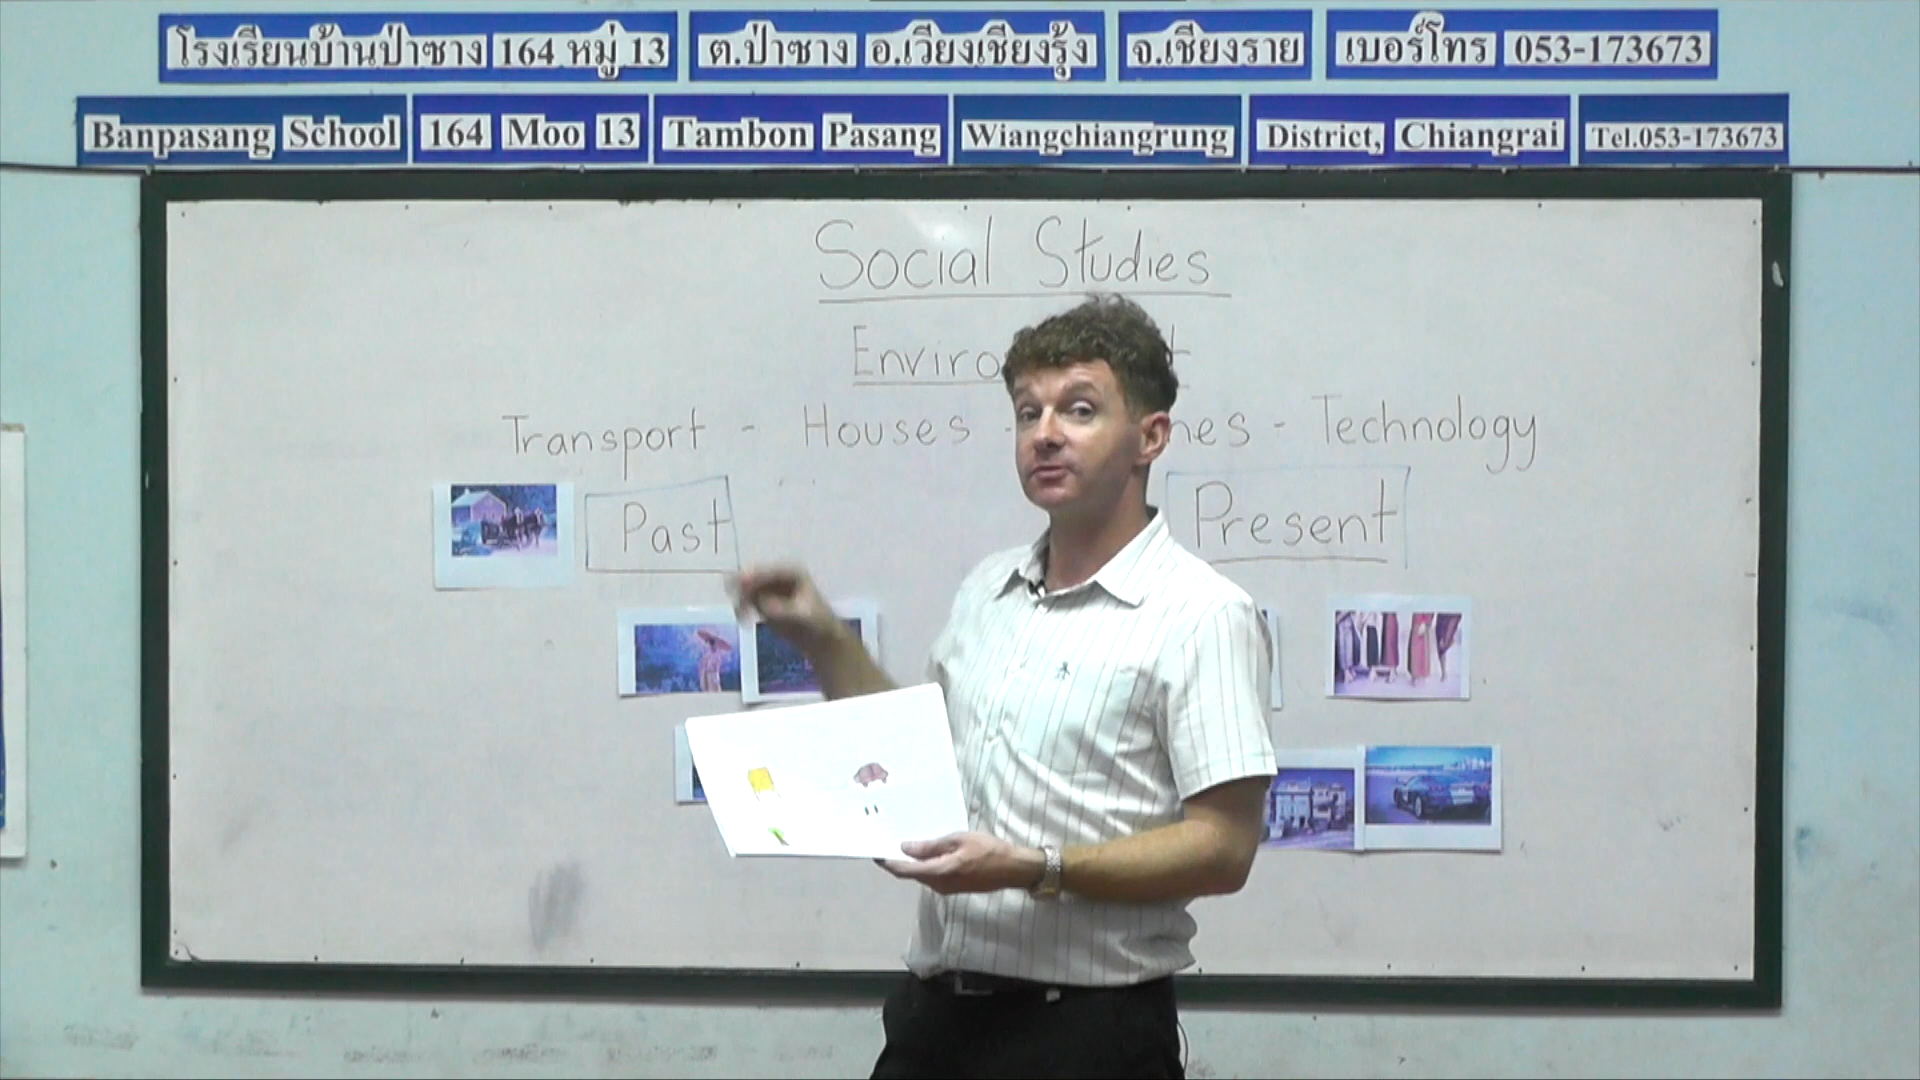 โรงเรียนบ้านป่าซาง 164 หมู่ 13 ต.ป่าซาง อ.เวียงเชียงรุ้ง จ.เชียงราย เบอร์โทร 053-173673
Banpasang School 164 Moo 13 Tambon Pasang Wiangchiangrung District, Chiangrai Tel.053-173673
Social Studies
Transport - Houses - - Technology
Past Present